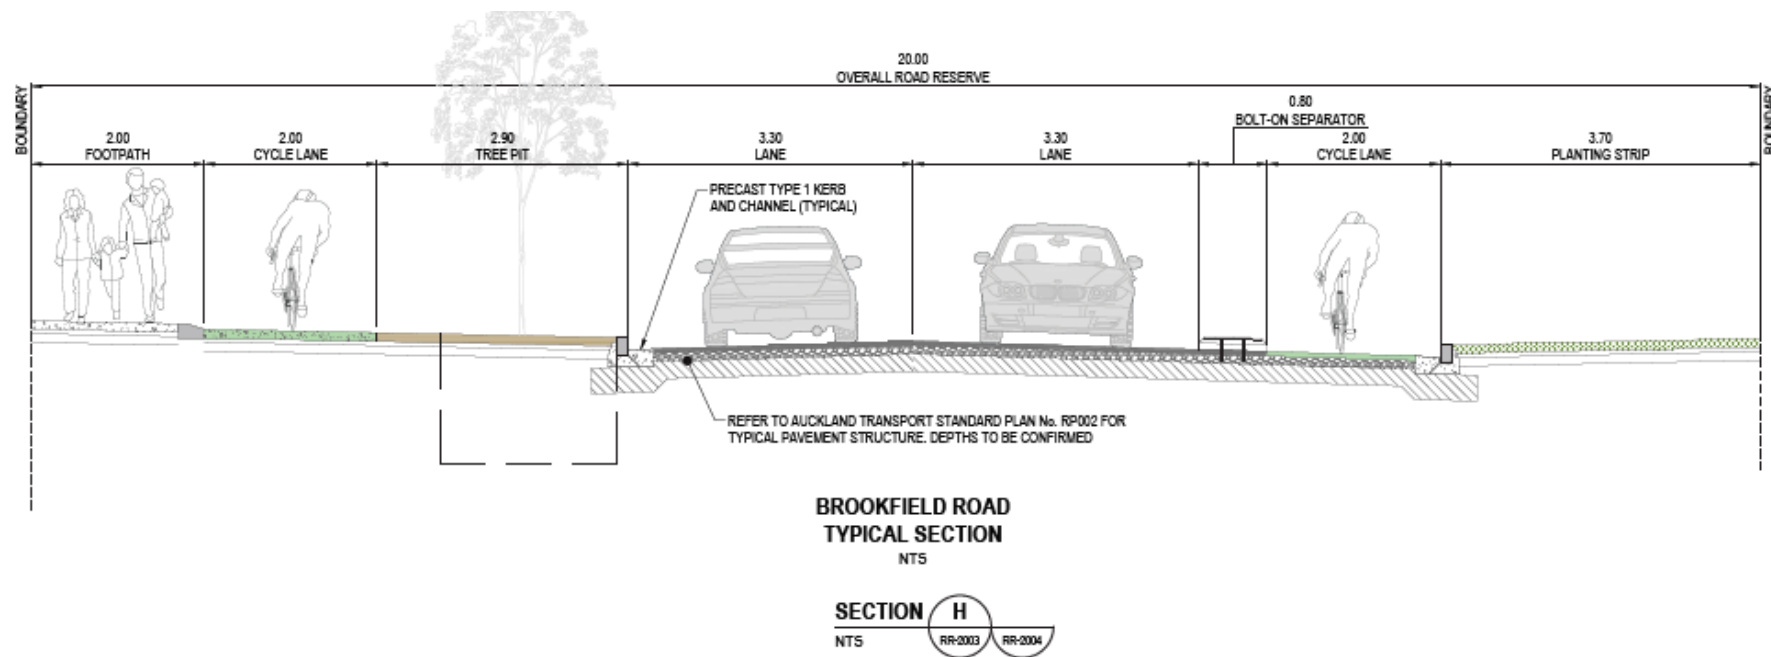 20.00
OVERALL ROAD RESERVE
BOUNDARY
BOUNDARY
0.80
BOLT-ON SEPARATOR
2.00
FOOTPATH
2.00
CYCLE LANE
2.90
TREE PIT
3.30
LANE
3.30
LANE
2.00
CYCLE LANE
3.70
PLANTING STRIP
PRECAST TYPE 1 KERB
AND CHANNEL (TYPICAL)
REFER TO AUCKLAND TRANSPORT STANDARD PLAN No. RP002 FOR
TYPICAL PAVEMENT STRUCTURE. DEPTHS TO BE CONFIRMED
BROOKFIELD ROAD
TYPICAL SECTION
NTS
SECTION H
NTS RR-2003 RR-2004